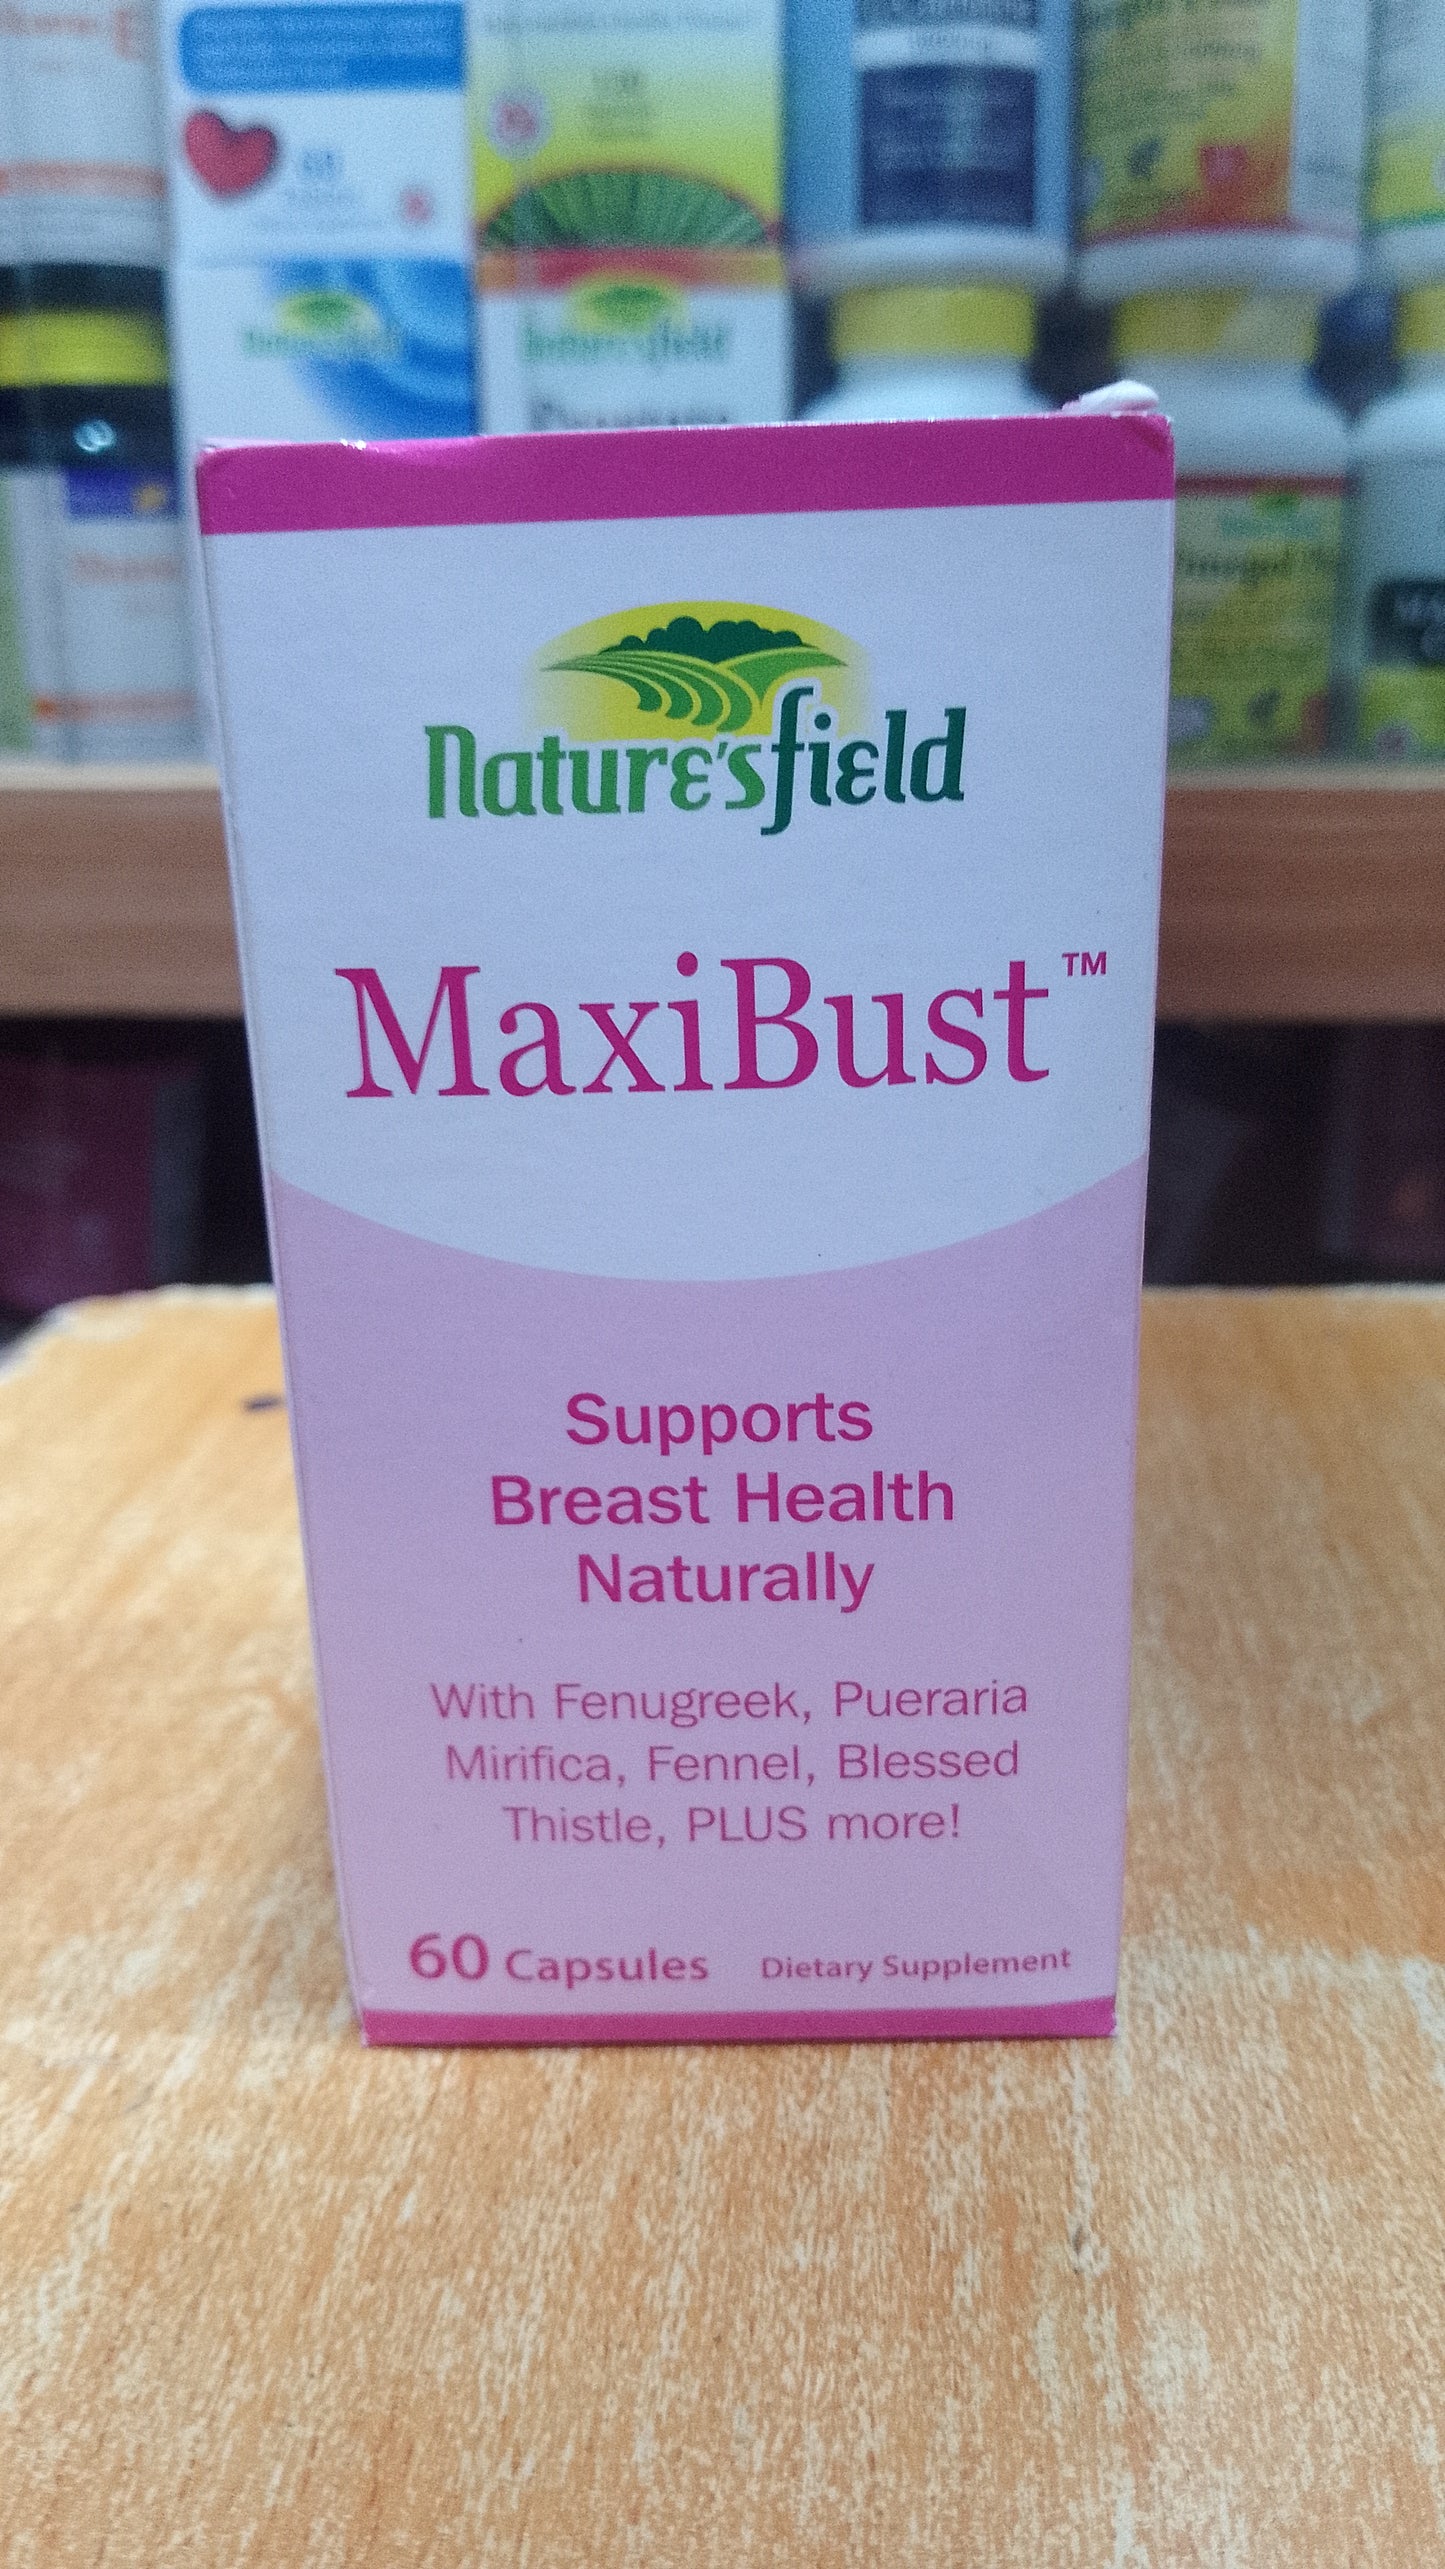 Nature'sfield
MaxiBust™
Supports
Breast Health
Naturally
With Fenugreek, Pueraria
Mirifica, Fennel, Blessed
Thistle, PLUS more!
60 Capsules Dietary Supplement